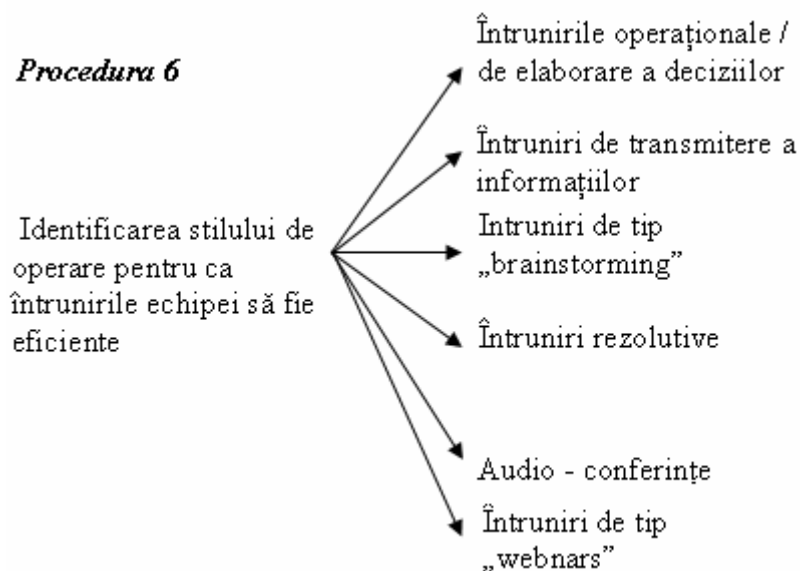 Procedura 6
Identificarea stilului de
operare pentru ca
întrunirile echipei să fie
eficiente
Întrunirile operaționale /
de elaborare a deciziilor
Întruniri de transmitere a
informațiilor
Intruniri de tip
„brainstorming”
Întruniri rezolutive
Audio - conferințe
Întruniri de tip
„webnars”